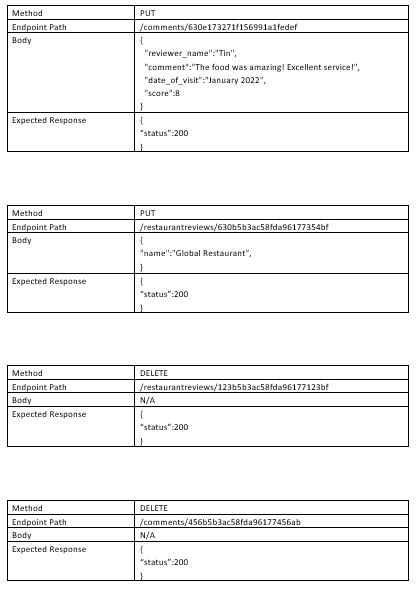 Method PUT
Endpoint Path /comments/630e173271f156991a1fedef
Body {
"reviewer_name":"Tin",
"comment":"The food was amazing! Excellent service!",
"date_of_visit":"January 2022",
"score":8
}
Expected Response {
"status":200
}
Method PUT
Endpoint Path /restaurantreviews/630b5b3ac58fda96177354bf
Body {
"name":"Global Restaurant",
}
Expected Response {
"status":200
}
Method DELETE
Endpoint Path /restaurantreviews/123b5b3ac58fda96177123bf
Body N/A
Expected Response {
"status":200
}
Method DELETE
Endpoint Path /comments/456b5b3ac58fda96177456ab
Body N/A
Expected Response {
"status":200
}